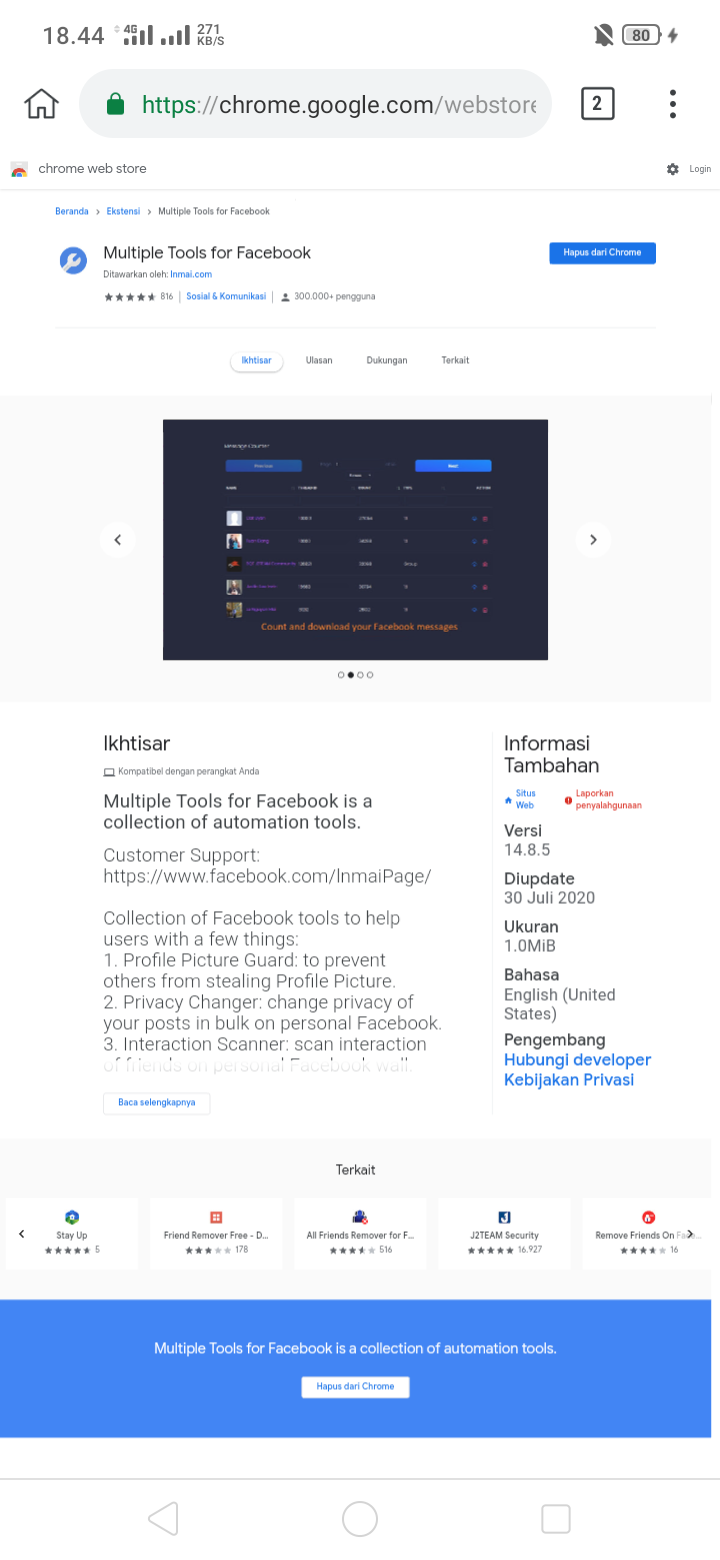 18.44
4G
271
KB/S
80
https://chrome.google.com/webstore
2
chrome web store
Login
Beranda > Ekstensi > Multiple Tools for Facebook
Multiple Tools for Facebook
Hapus dari Chrome
Ditawarkan oleh: lnmai.com
816 | Sosial & Komunikasi | 300.000+ pengguna
Ikhtisar Ulasan Dukungan Terkait
Message Counter
Next
Count and download your Facebook messages
Ikhtisar
Kompatibel dengan perangkat Anda
Multiple Tools for Facebook is a
collection of automation tools.
Customer Support:
https://www.facebook.com/lnmaiPage/
Collection of Facebook tools to help
users with a few things:
1. Profile Picture Guard: to prevent
others from stealing Profile Picture.
2. Privacy Changer: change privacy of
your posts in bulk on personal Facebook.
3. Interaction Scanner: scan interaction
of friends on personal Facebook wall.
Baca selengkapnya
Informasi
Tambahan
Situs
Web
Laporkan
penyalahgunaan
Versi
14.8.5
Diupdate
30 Juli 2020
Ukuran
1.0MiB
Bahasa
English (United
States)
Pengembang
Hubungi developer
Kebijakan Privasi
Terkait
Stay Up
5
Friend Remover Free - D...
178
All Friends Remover for F...
516
J2TEAM Security
16.927
Remove Friends On Face...
16
Multiple Tools for Facebook is a collection of automation tools.
Hapus dari Chrome